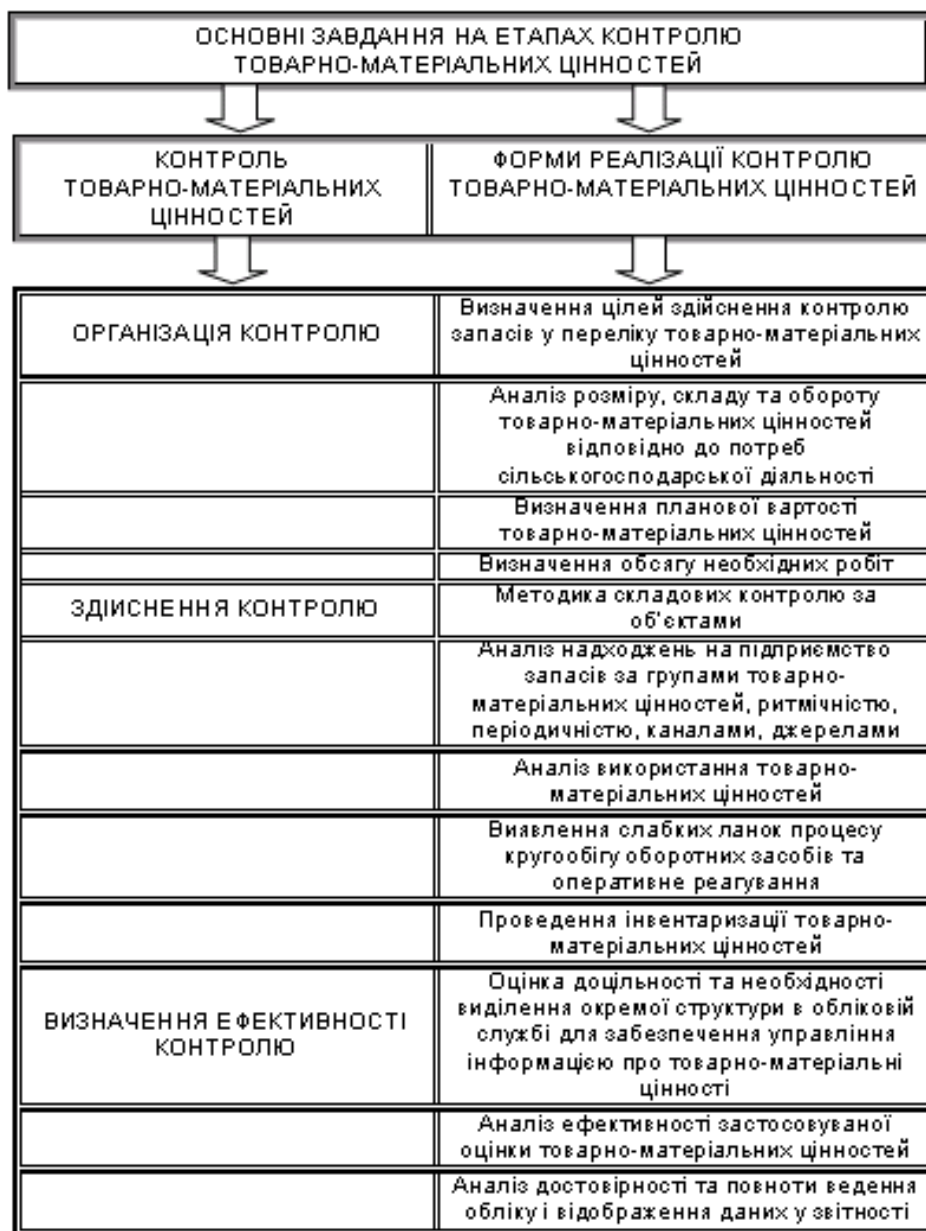 ОСНОВНІ ЗАВДАННЯ НА ЕТАПАХ КОНТРОЛЮ
ТОВАРНО-МАТЕРІАЛЬНИХ ЦІННОСТЕЙ
КОНТРОЛЬ
ТОВАРНО-МАТЕРІАЛЬНИХ
ЦІННОСТЕЙ
ФОРМИ РЕАЛІЗАЦІЇ КОНТРОЛЮ
ТОВАРНО-МАТЕРІАЛЬНИХ ЦІННОСТЕЙ
ОРГАНІЗАЦІЯ КОНТРОЛЮ
Визначення цілей здійснення контролю
запасів у переліку товарно-матеріальних
цінностей
Аналіз розміру, складу та обороту
товарно-матеріальних цінностей
відповідно до потреб
сільськогосподарської діяльності
Визначення планової вартості
товарно-матеріальних цінностей
Визначення обсягу необхідних робіт
ЗДІЙСНЕННЯ КОНТРОЛЮ
Методика складових контролю за
об'єктами
Аналіз надходжень на підприємство
запасів за групами товарно-
матеріальних цінностей, ритмічністю,
періодичністю, каналами, джерелами
Аналіз використання товарно-
матеріальних цінностей
Виявлення слабких ланок процесу
кругообігу оборотних засобів та
оперативне реагування
Проведення інвентаризації товарно-
матеріальних цінностей
ВИЗНАЧЕННЯ ЕФЕКТИВНОСТІ
КОНТРОЛЮ
Оцінка доцільності та необхідності
виділення окремої структури в обліковій
службі для забезпечення управління
інформацією про товарно-матеріальні
цінності
Аналіз ефективності застосовуваної
оцінки товарно-матеріальних цінностей
Аналіз достовірності та повноти ведення
обліку і відображення даних у звітності